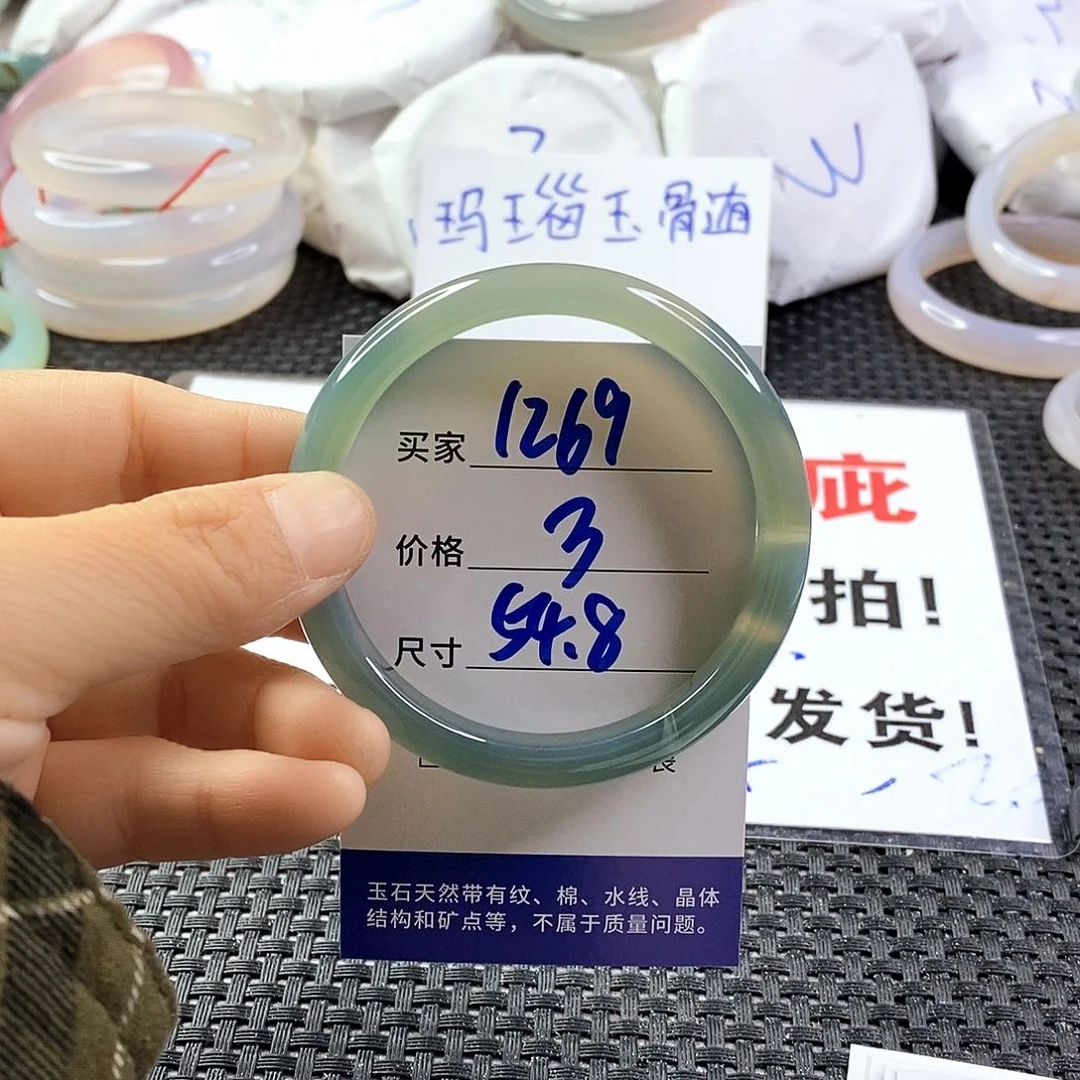 玛瑙玉骨髓
买家 1269
价格 3
尺寸 54.8
疵
拍！
发货！
玉石天然带有纹、棉、水线、晶体
结构和矿点等，不属于质量问题。